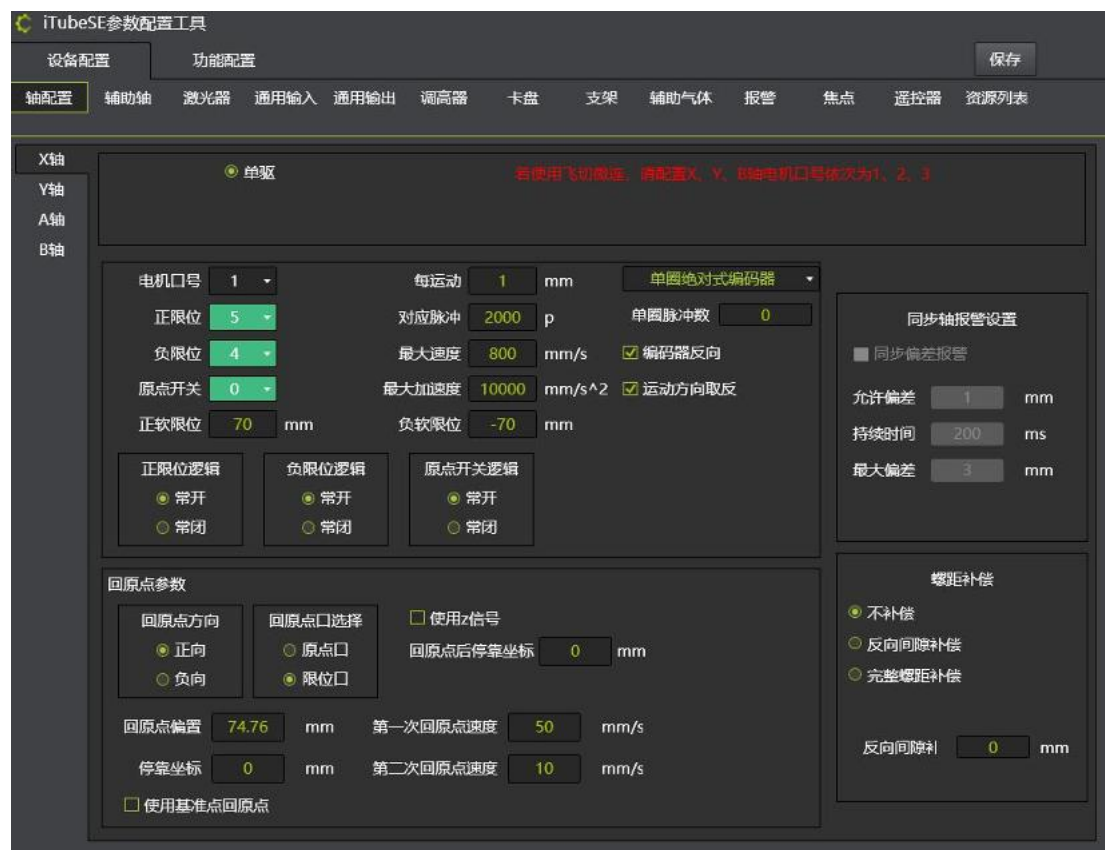 iTubeSE参数配置工具
设备配置 功能配置 保存
轴配置 辅助轴 激光器 通用输入 通用输出 调高器 卡盘 支架 辅助气体 报警 焦点 遥控器 资源列表
X轴
Y轴
A轴
B轴
单驱 若使用飞切微连，请配置X、Y、B轴电机口号依次为1、2、3
电机口号 1 每运动 1 mm 单圈绝对式编码器
正限位 5 对应脉冲 2000 p 单圈脉冲数 0
负限位 4 最大速度 800 mm/s 编码器反向
原点开关 0 最大加速度 10000 mm/s^2 运动方向取反
正软限位 70 mm 负软限位 -70 mm
正限位逻辑 负限位逻辑 原点开关逻辑
常开 常开 常开
常闭 常闭 常闭
同步轴报警设置
同步偏差报警
允许偏差 1 mm
持续时间 200 ms
最大偏差 3 mm
回原点参数
回原点方向 回原点口选择 使用z信号
正向 原点口 回原点后停靠坐标 0 mm
负向 限位口
回原点偏置 74.76 mm 第一次回原点速度 50 mm/s
停靠坐标 0 mm 第二次回原点速度 10 mm/s
使用基准点回原点
螺距补偿
不补偿
反向间隙补偿
完整螺距补偿
反向间隙补 0 mm